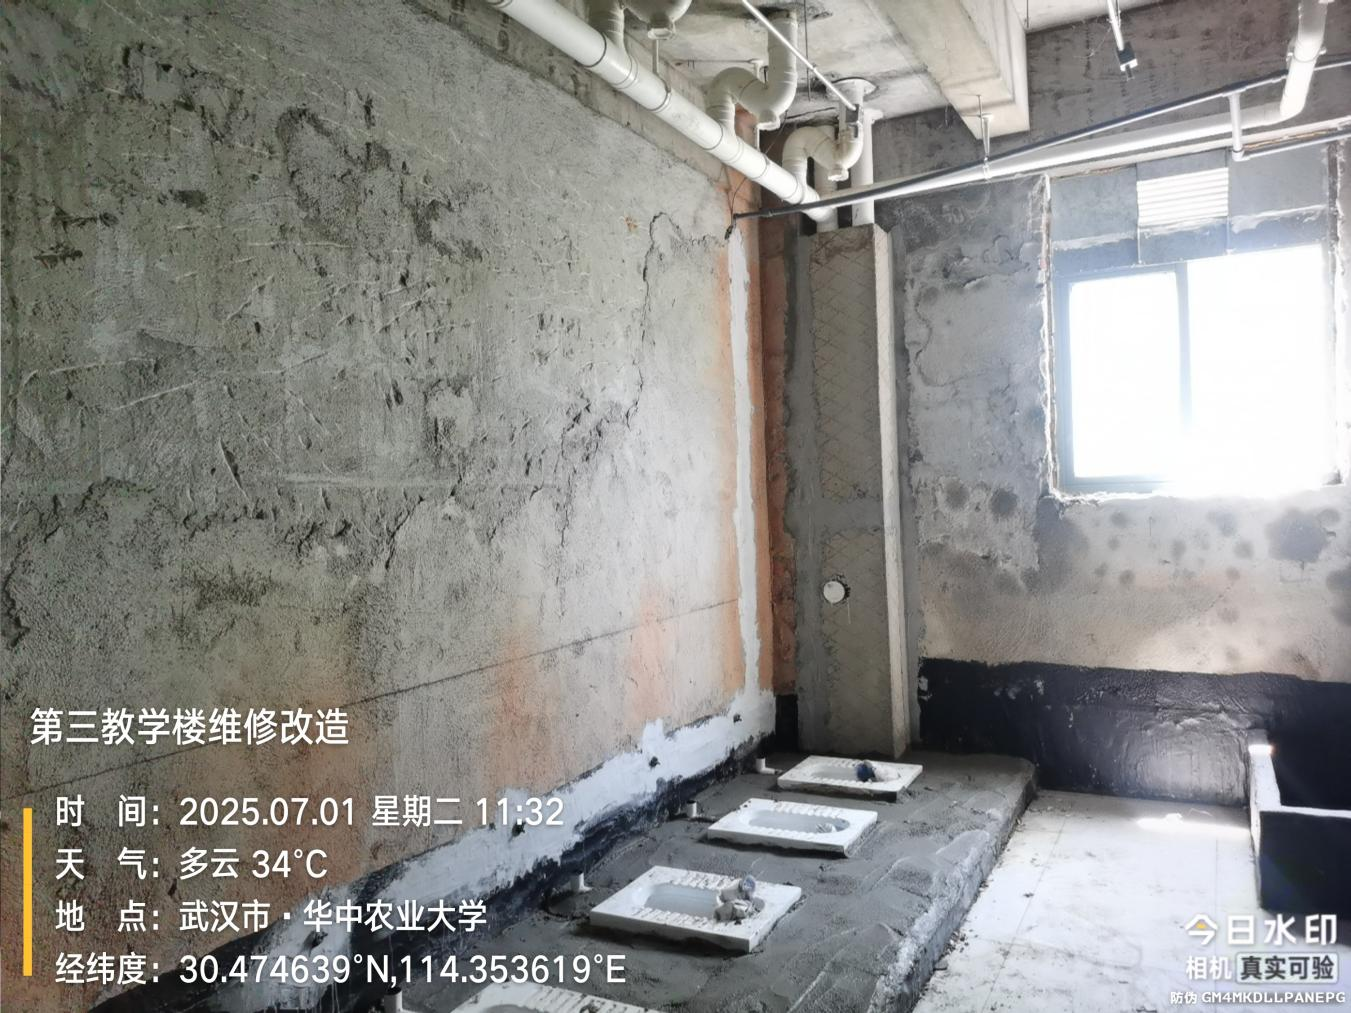 第三教学楼维修改造
时 间：2025.07.01 星期二 11:32
天 气：多云 34°C
地 点：武汉市·华中农业大学
经纬度：30.474639°N,114.353619°E
今日水印
相机 真实可验
防伪 GM4MKDLLPANEPG